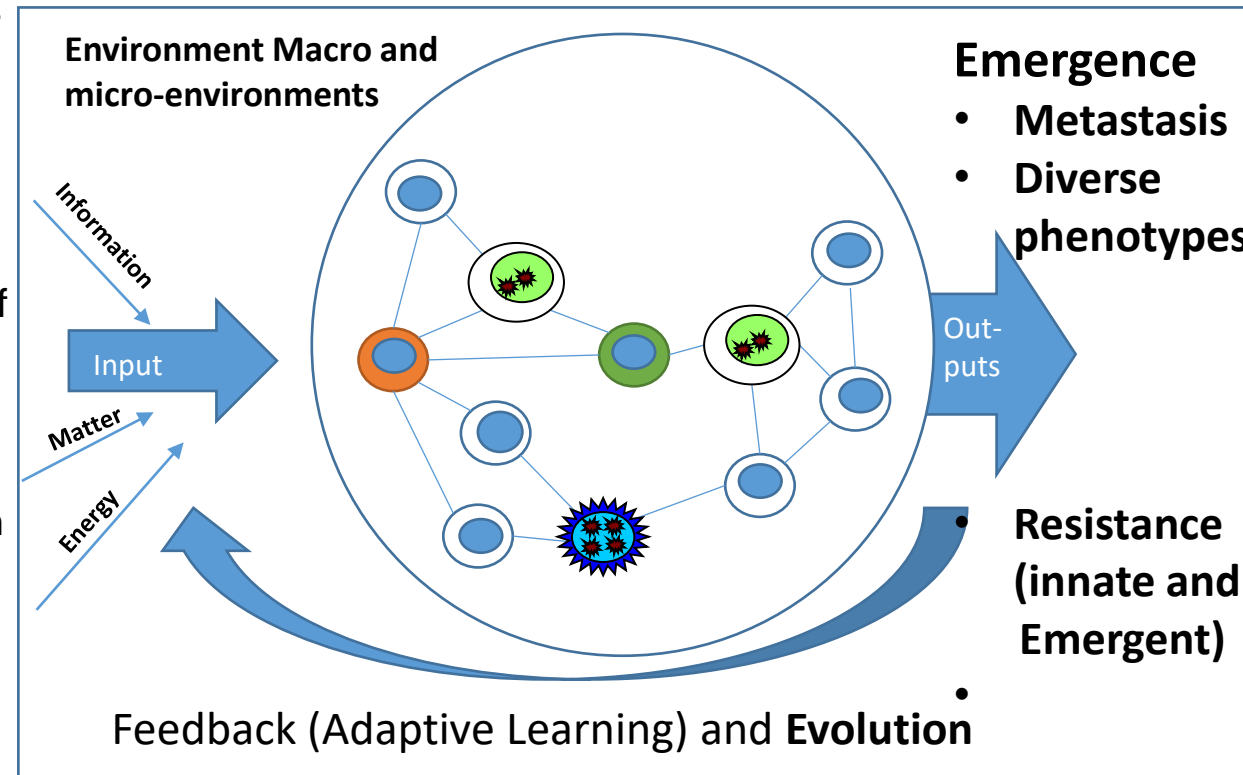 Environment Macro and
micro-environments
Emergence
• Metastasis
• Diverse
phenotypes
Information
f
Input
Matter
Energy
n
Out-
puts
• Resistance
(innate and
Emergent)
•
Feedback (Adaptive Learning) and Evolution